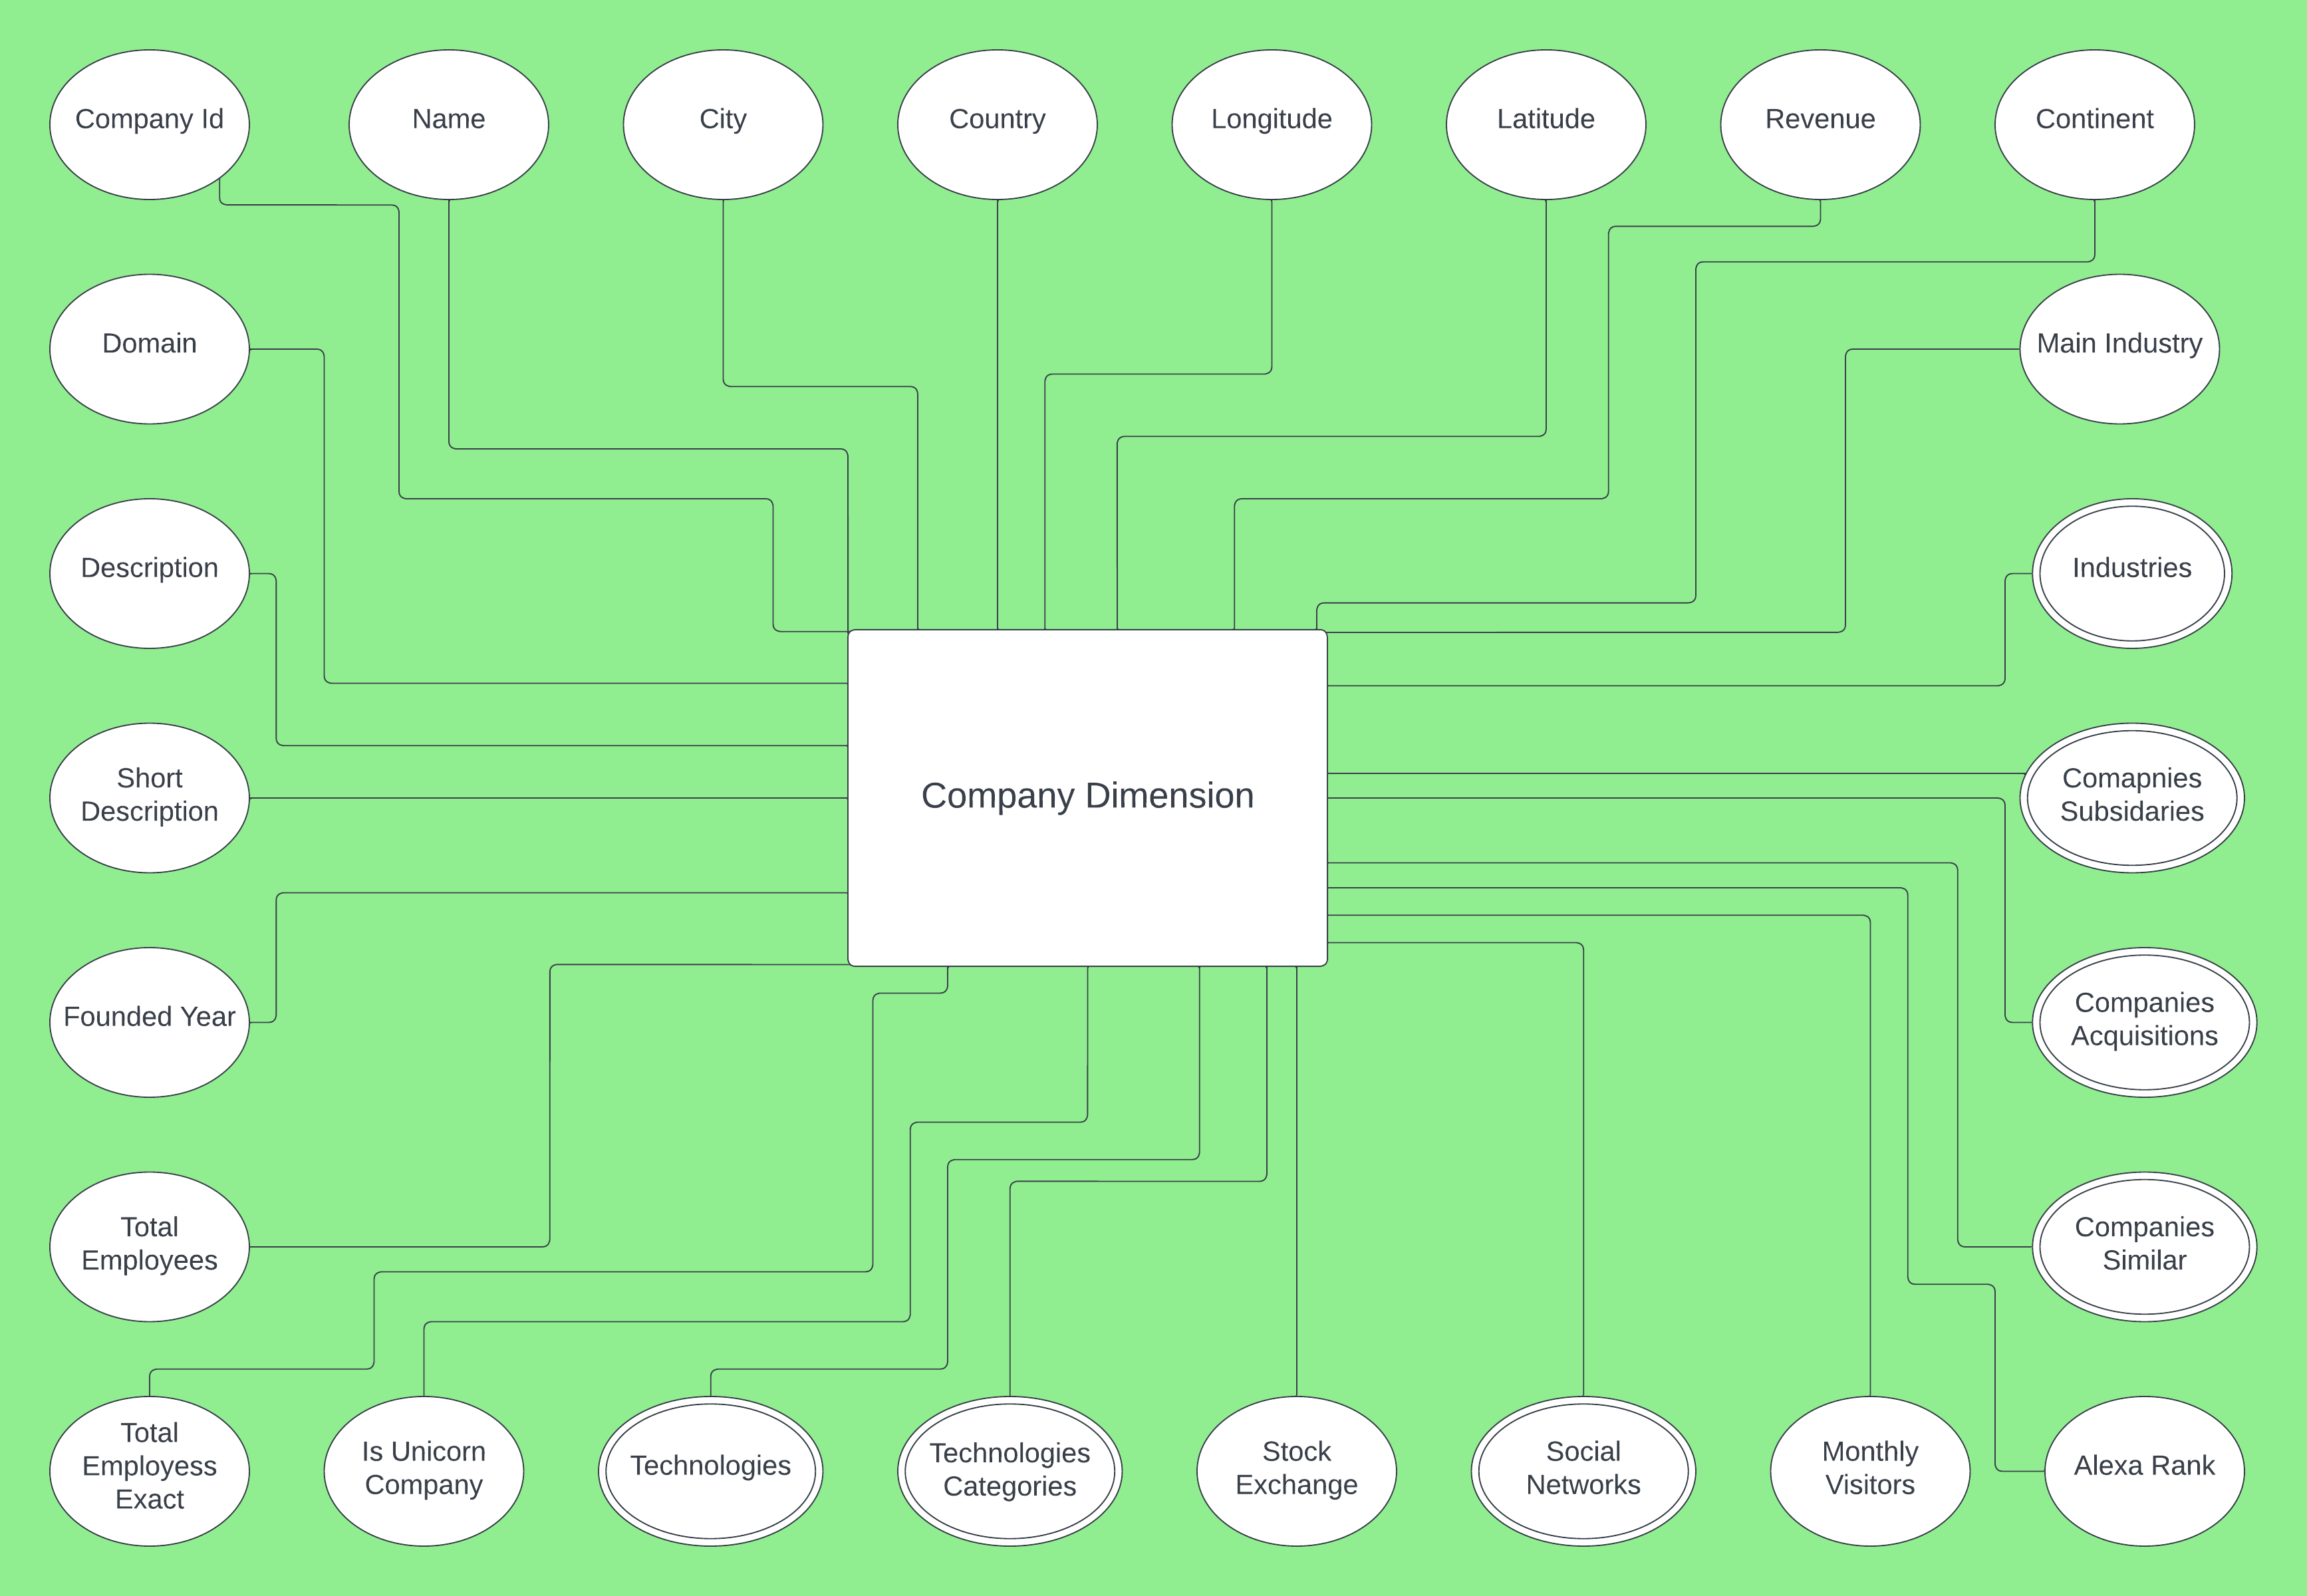 Company Id
Name
City
Country
Longitude
Latitude
Revenue
Continent
Domain
Main Industry
Description
Industries
Short
Description
Company Dimension
Comapnies
Subsidaries
Founded Year
Companies
Acquisitions
Total
Employees
Companies
Similar
Total
Employess
Exact
Is Unicorn
Company
Technologies
Technologies
Categories
Stock
Exchange
Social
Networks
Monthly
Visitors
Alexa Rank